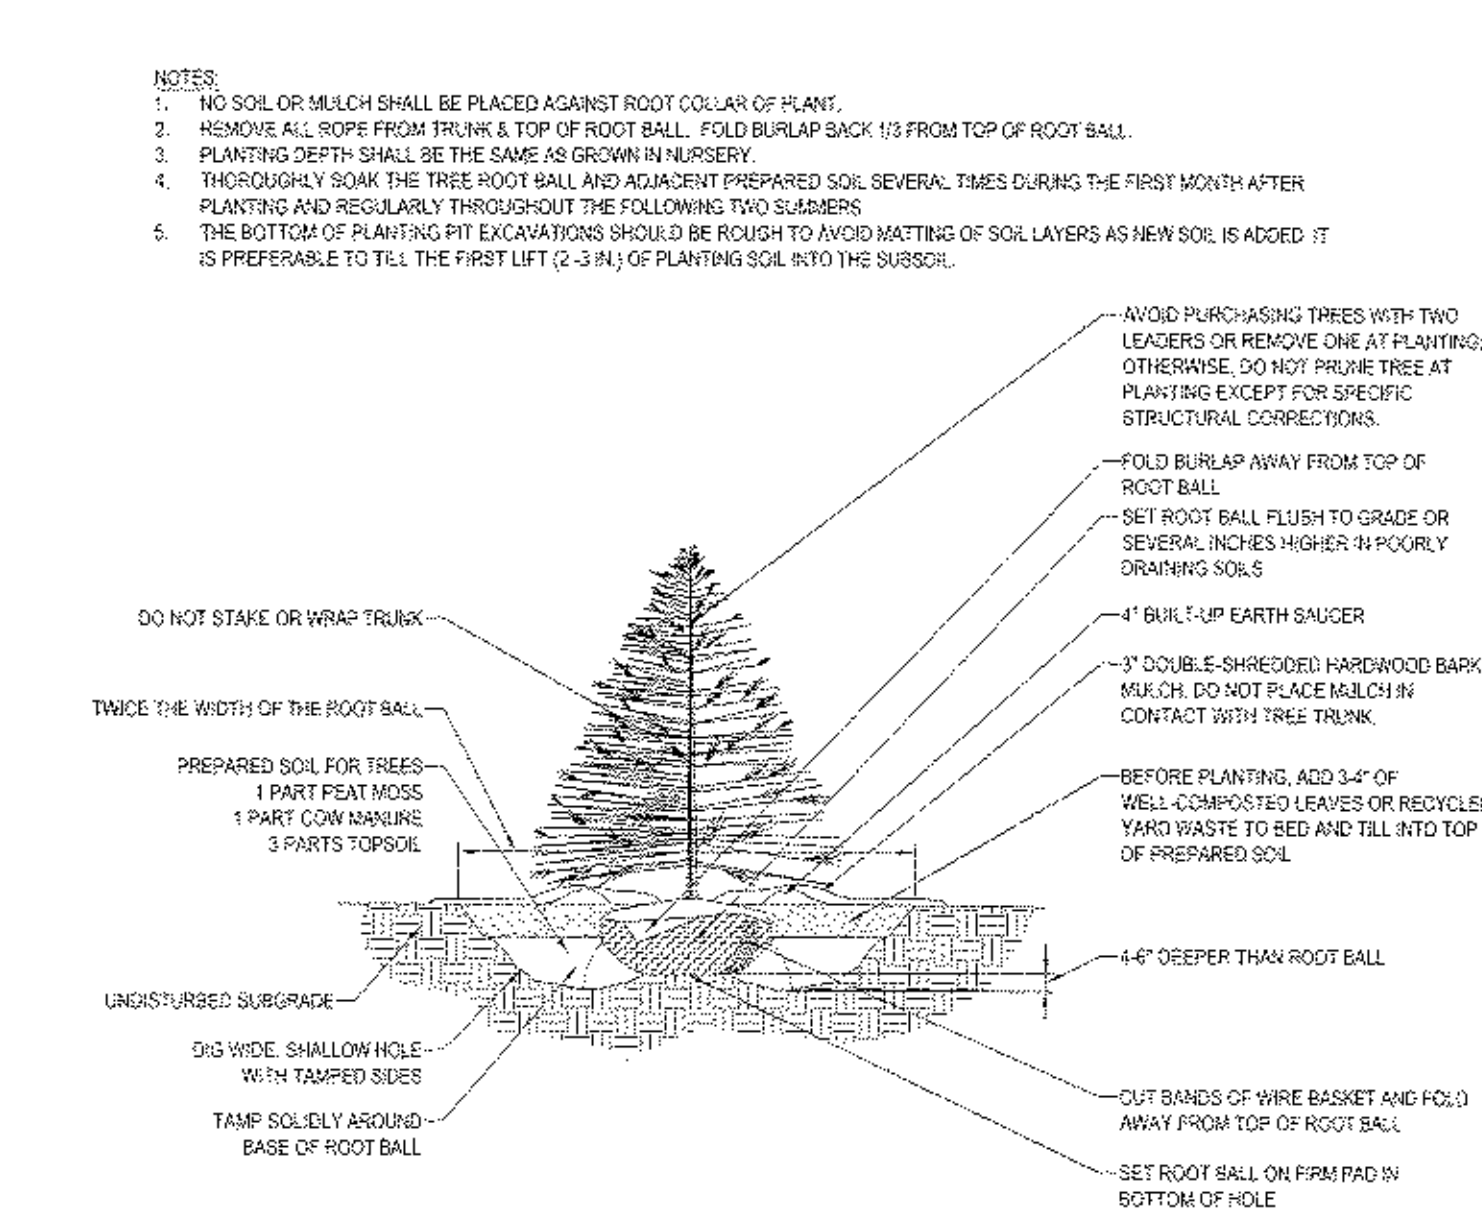 NOTES:
1. NO SOIL OR MULCH SHALL BE PLACED AGAINST ROOT COLLAR OF PLANT.
2. REMOVE ALL ROPE FROM TRUNK & TOP OF ROOT BALL. FOLD BURLAP BACK 1/3 FROM TOP OF ROOT BALL.
3. PLANTING DEPTH SHALL BE THE SAME AS GROWN IN NURSERY.
4. THOROUGHLY SOAK THE TREE ROOT BALL AND ADJACENT PREPARED SOIL SEVERAL TIMES DURING THE FIRST MONTH AFTER
PLANTING AND REGULARLY THROUGHOUT THE FOLLOWING TWO SUMMERS
5. THE BOTTOM OF PLANTING PIT EXCAVATIONS SHOULD BE ROUGH TO AVOID MATTING OF SOIL LAYERS AS NEW SOIL IS ADDED. IT
IS PREFERABLE TO TILL THE FIRST LIFT (2 -3 IN.) OF PLANTING SOIL INTO THE SUBSOIL.
AVOID PURCHASING TREES WITH TWO
LEADERS OR REMOVE ONE AT PLANTING;
OTHERWISE, DO NOT PRUNE TREE AT
PLANTING EXCEPT FOR SPECIFIC
STRUCTURAL CORRECTIONS.
FOLD BURLAP AWAY FROM TOP OF
ROOT BALL
SET ROOT BALL FLUSH TO GRADE OR
SEVERAL INCHES HIGHER IN POORLY
DRAINING SOILS
4" BUILT-UP EARTH SAUCER
3" DOUBLE-SHREDDED HARDWOOD BARK
MULCH. DO NOT PLACE MULCH IN
CONTACT WITH TREE TRUNK.
BEFORE PLANTING, ADD 3-4" OF
WELL-COMPOSTED LEAVES OR RECYCLED
YARD WASTE TO BED AND TILL INTO TOP
OF PREPARED SOIL
4-6" DEEPER THAN ROOT BALL
CUT BANDS OF WIRE BASKET AND FOLD
AWAY FROM TOP OF ROOT BALL
SET ROOT BALL ON FIRM PAD IN
BOTTOM OF HOLE
DO NOT STAKE OR WRAP TRUNK
TWICE THE WIDTH OF THE ROOT BALL
PREPARED SOIL FOR TREES
1 PART PEAT MOSS
1 PART COW MANURE
3 PARTS TOPSOIL
UNDISTURBED SUBGRADE
DIG WIDE, SHALLOW HOLE
WITH TAMPED SIDES
TAMP SOLIDLY AROUND
BASE OF ROOT BALL